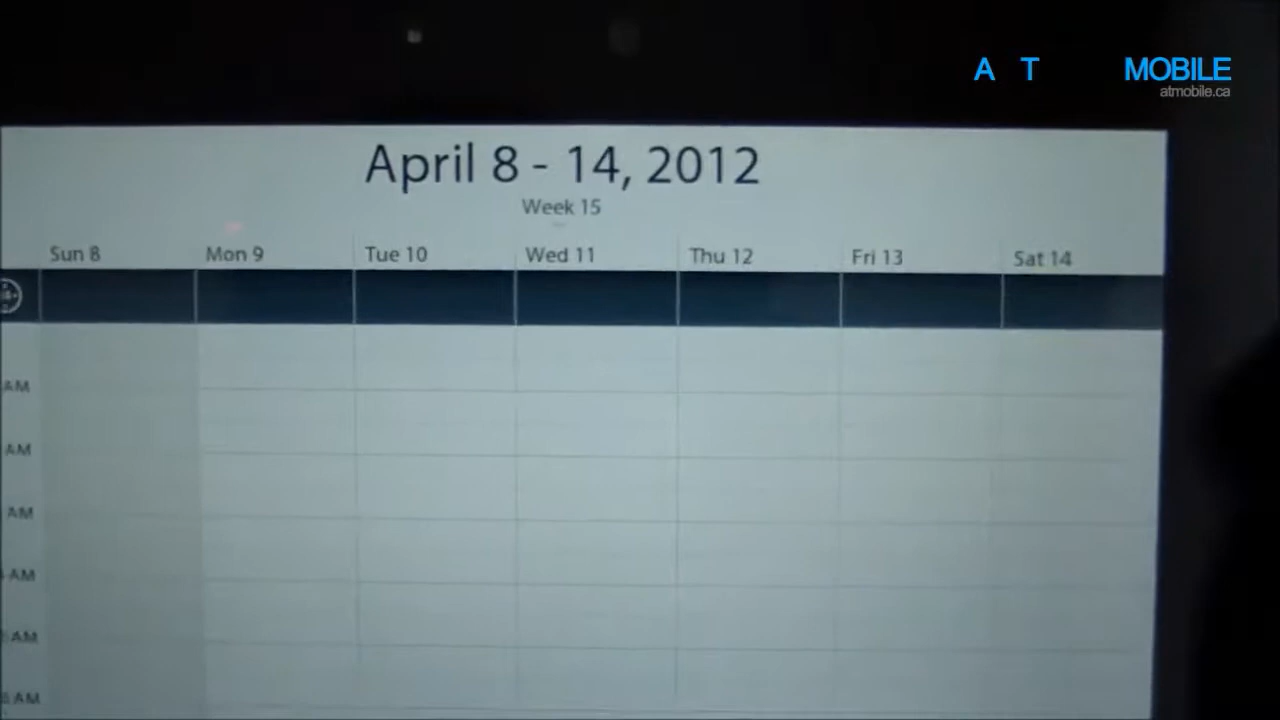 A T MOBILE
atmobile.ca
April 8 - 14, 2012
Week 15
Sun 8 Mon 9 Tue 10 Wed 11 Thu 12 Fri 13 Sat 14
AM
AM
AM
AM
AM
AM